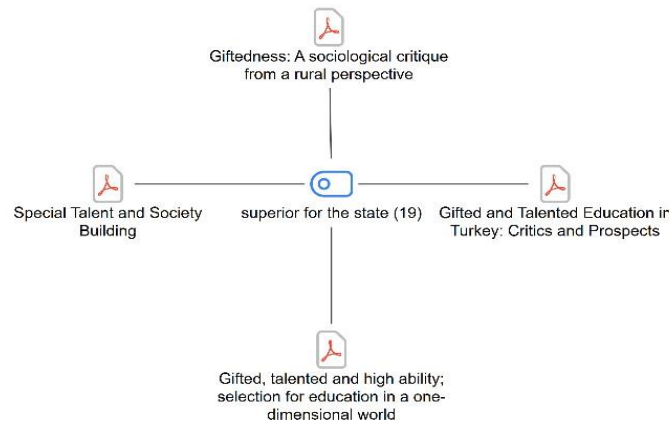 Giftedness: A sociological critique
from a rural perspective
Special Talent and Society
Building
superior for the state (19)
Gifted and Talented Education in
Turkey: Critics and Prospects
Gifted, talented and high ability;
selection for education in a one-
dimensional world